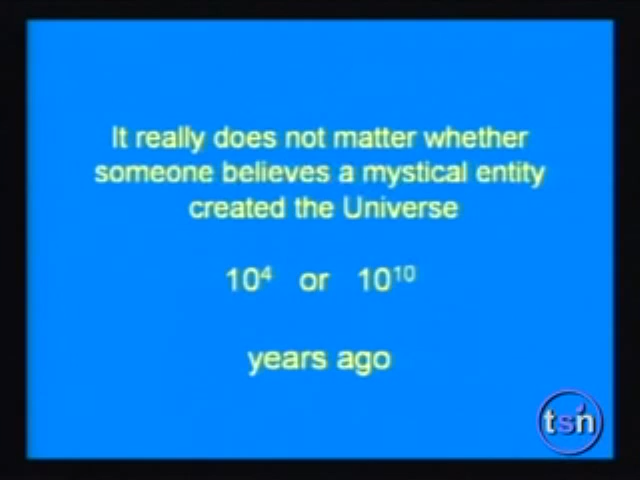 It really does not matter whether
someone believes a mystical entity
created the Universe
10⁴ or 10¹⁰
years ago
tsn